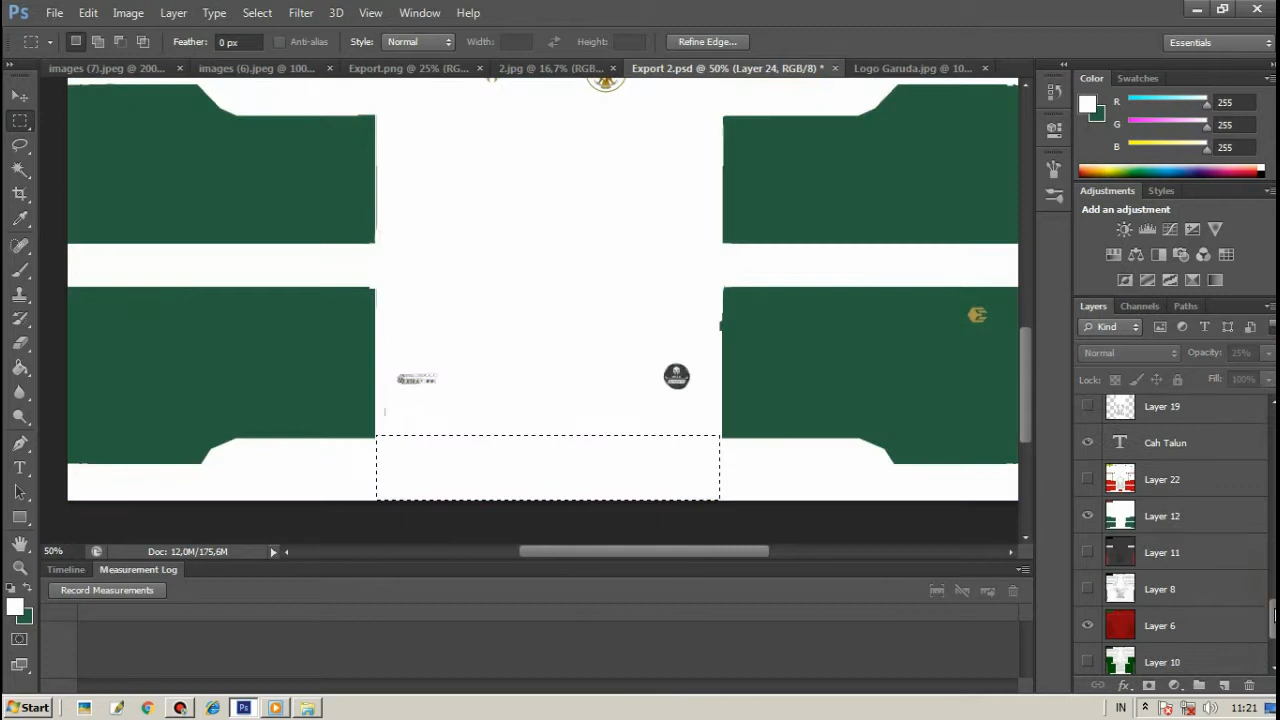 Ps File Edit Image Layer Type Select Filter 3D View Window Help
Feather: 0 px Anti-alias Style: Normal Width: Height: Refine Edge... Essentials
images (7).jpeg @ 200... × images (6).jpeg @ 100... × Export.png @ 25% (RG... × 2.jpg @ 16,7% (RGB... × Export 2.psd @ 50% (Layer 24, RGB/8) * × Logo Garuda.jpg @ 10... ×
Color Swatches
R 255
G 255
B 255
Adjustments Styles
Add an adjustment
Layers Channels Paths
Kind
Normal Opacity: 25%
Lock: Fill: 100%
Layer 19
T Cah Talun
Layer 22
Layer 12
Layer 11
Layer 8
Layer 6
Layer 10
fx
50% Doc: 12,0M/175,6M
Timeline Measurement Log
Record Measurements
Start Ps IN 11:21